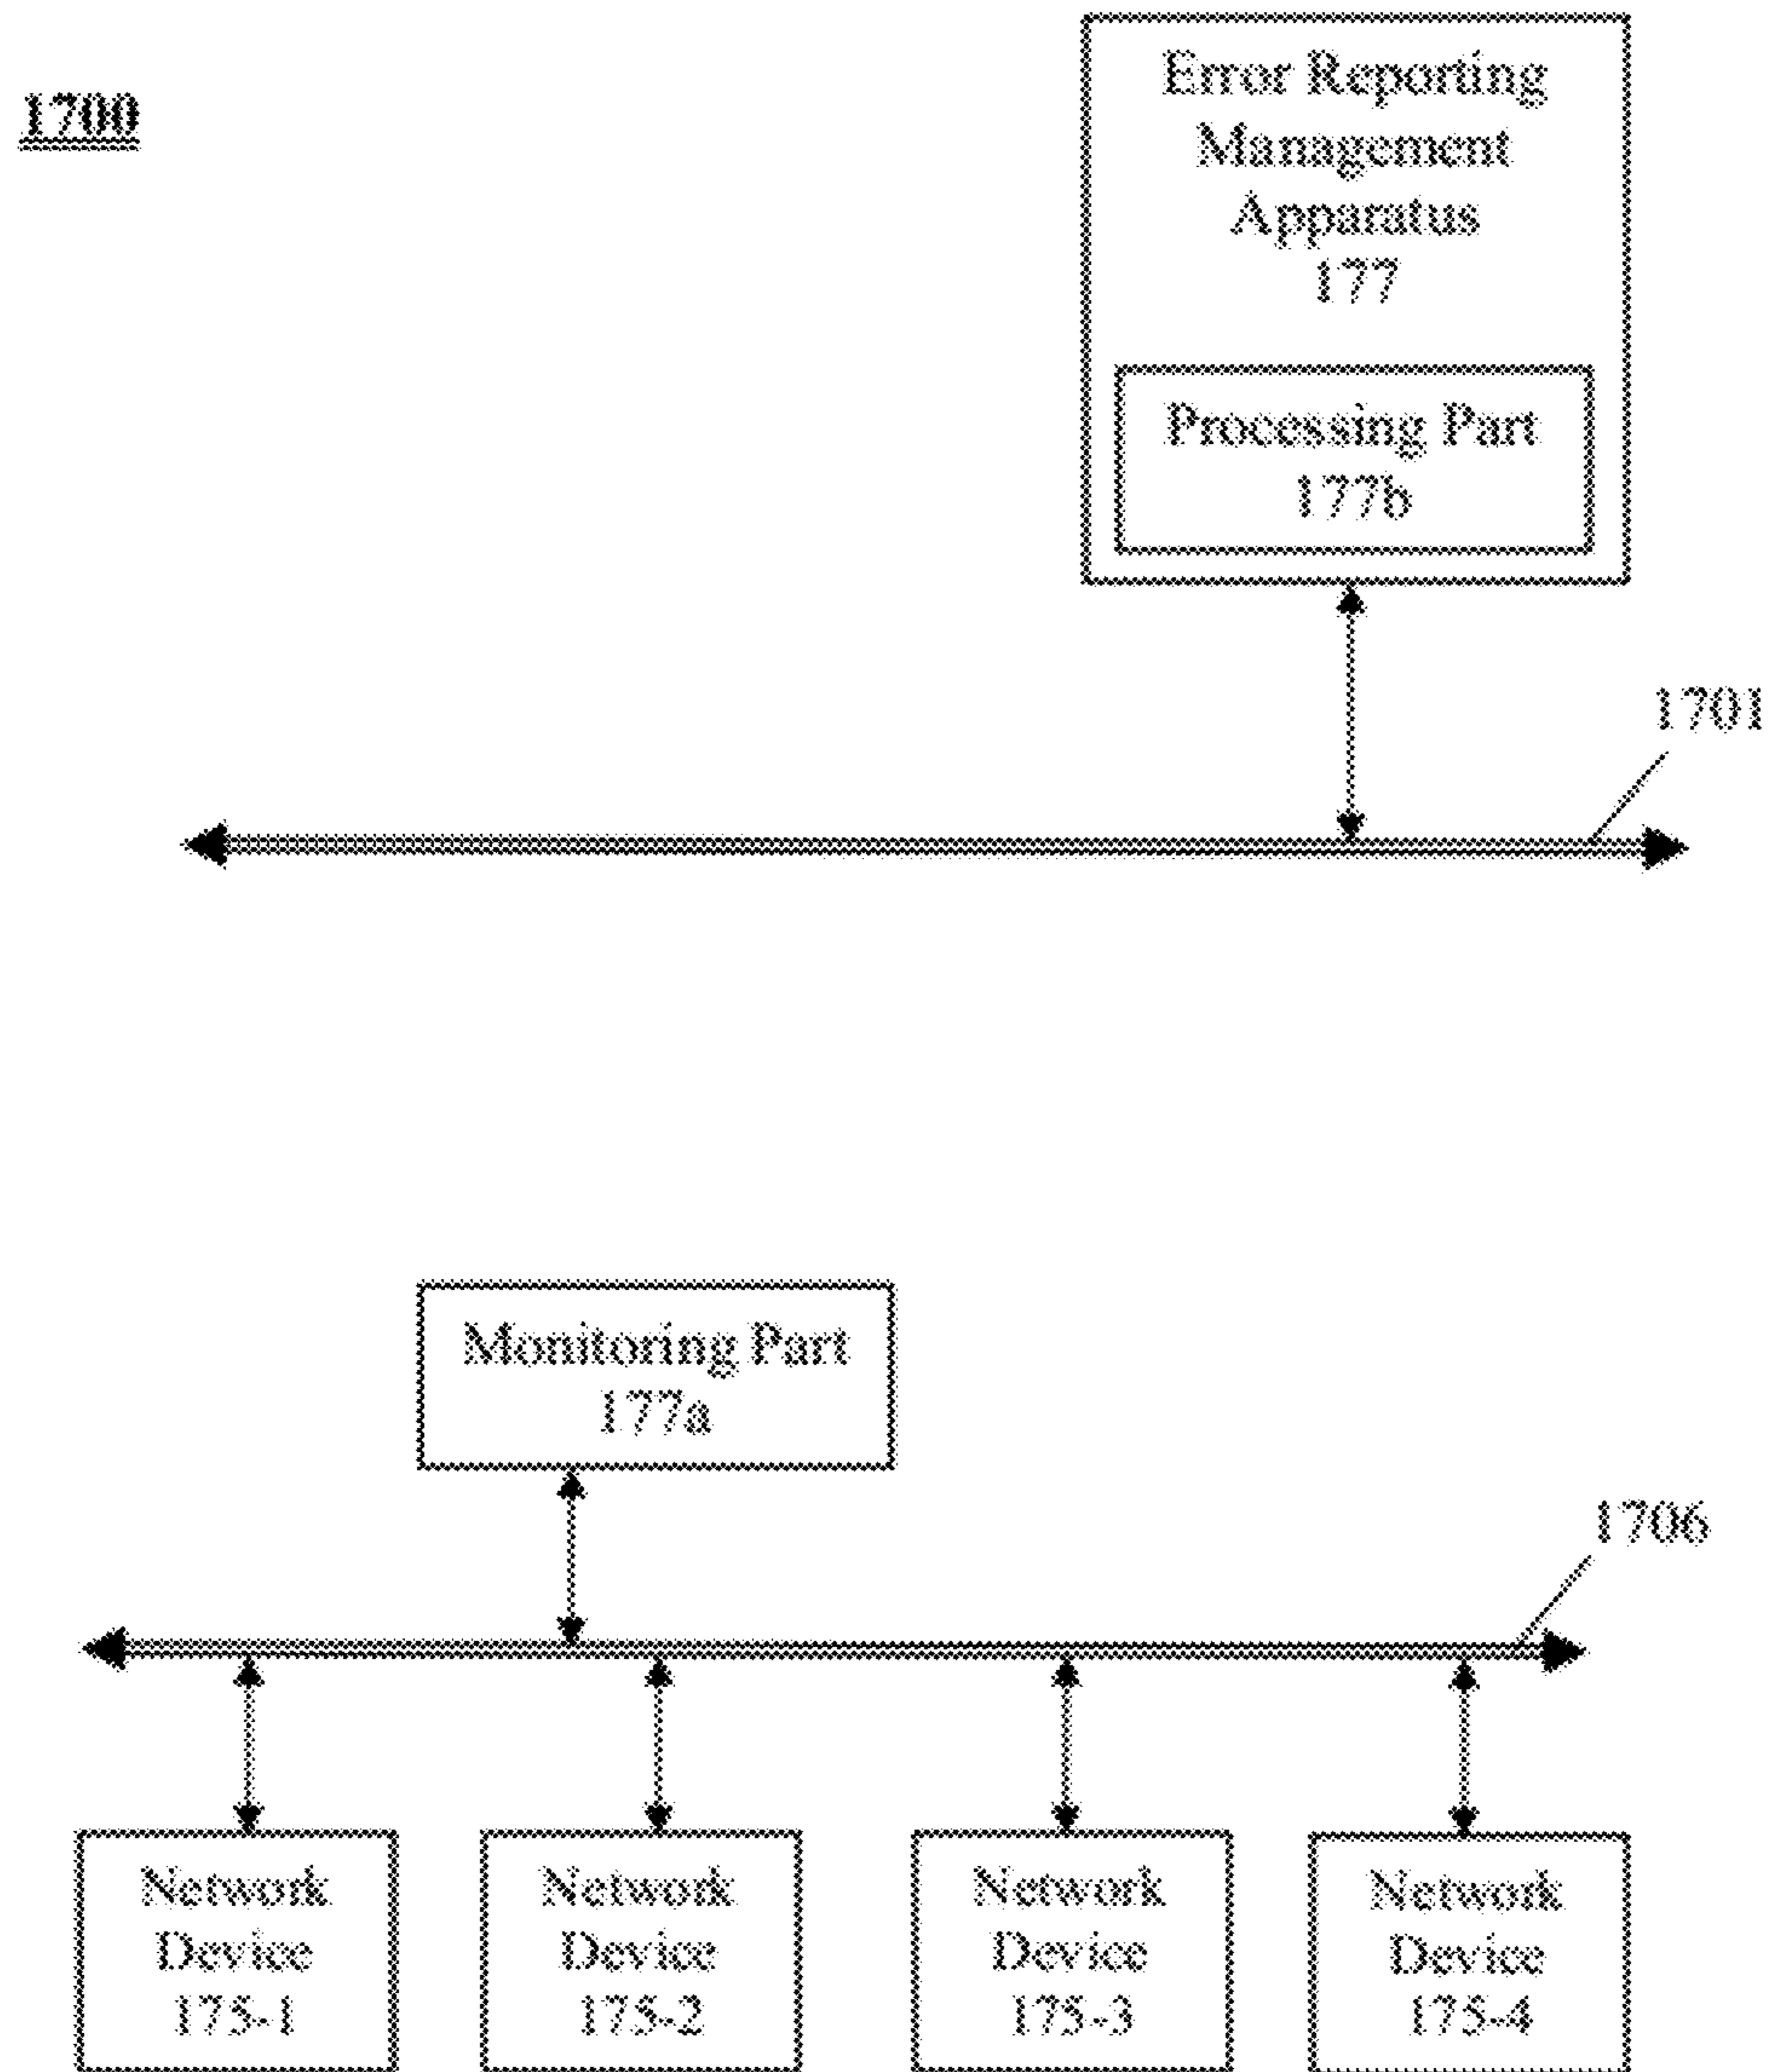 1700
Error Reporting
Management
Apparatus
177
Processing Part
177b
1701
Monitoring Part
177a
1706
Network
Device
175-1
Network
Device
175-2
Network
Device
175-3
Network
Device
175-4